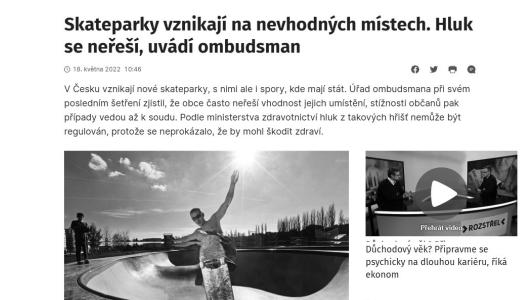 Skateparky vznikají na nevhodných místech. Hluk
se neřeší, uvádí ombudsman
18. května 2022 10:46
V Česku vznikají nové skateparky, s nimi ale i spory, kde mají stát. Úřad ombudsmana při svém
posledním šetření zjistil, že obce často neřeší vhodnost jejich umístění, stížnosti občanů pak
případy vedou až k soudu. Podle ministerstva zdravotnictví hluk z takových hřišť nemůže být
regulován, protože se neprokázalo, že by mohl škodit zdraví.
Přehrát video
ROZSTŘEL
Důchodový věk? Připravme se
psychicky na dlouhou kariéru, říká
ekonom